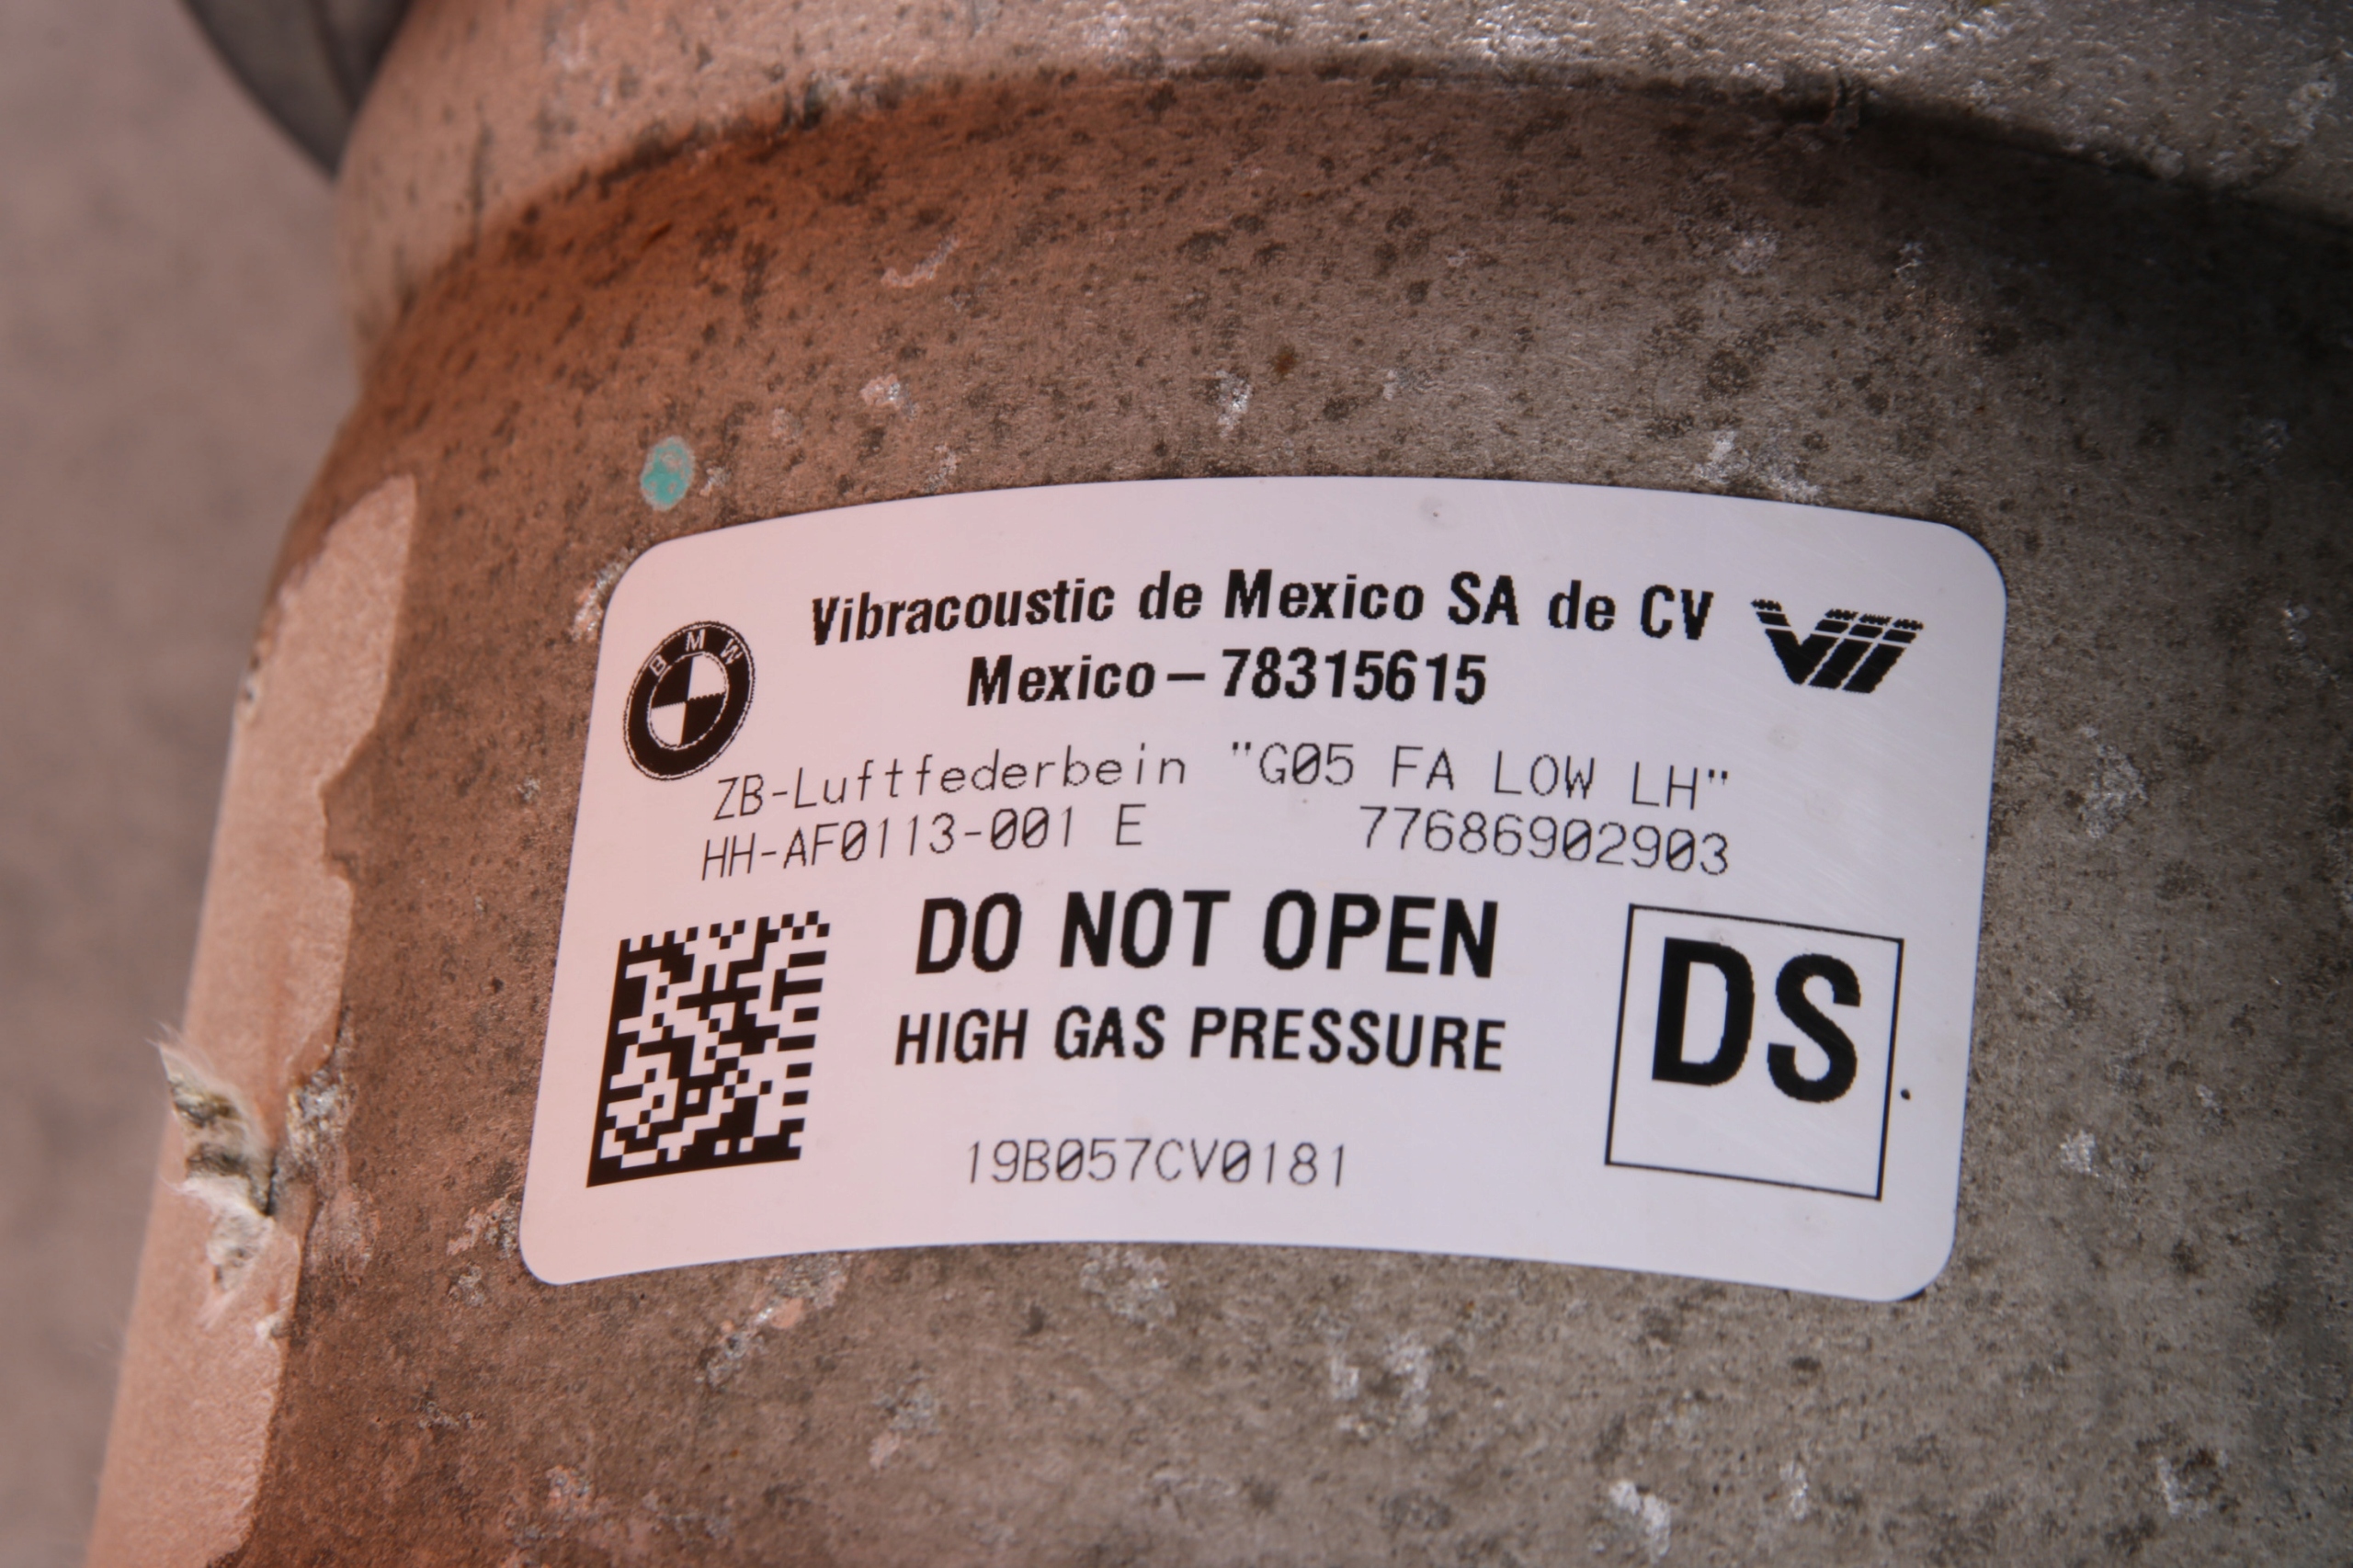 Vibracoustic de Mexico SA de CV
Mexico – 78315615
BMW
ZB-Luftfederbein "G05 FA LOW LH"
HH-AF0113-001 E 77686902903
DO NOT OPEN
HIGH GAS PRESSURE
DS
19B057CV0181